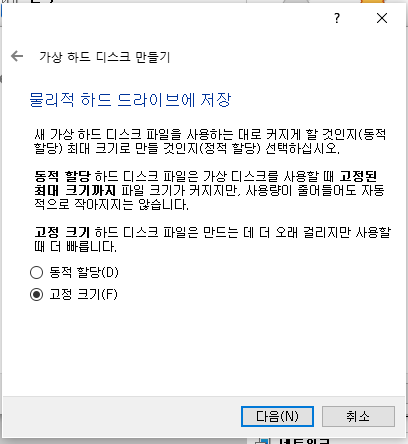 ?
가상 하드 디스크 만들기
물리적 하드 드라이브에 저장
새 가상 하드 디스크 파일을 사용하는 대로 커지게 할 것인지(동적
할당) 최대 크기로 만들 것인지(정적 할당) 선택하십시오.
동적 할당 하드 디스크 파일은 가상 디스크를 사용할 때 고정된
최대 크기까지 파일 크기가 커지지만, 사용량이 줄어들어도 자동
적으로 작아지지는 않습니다.
고정 크기 하드 디스크 파일은 만드는 데 더 오래 걸리지만 사용할
때 더 빠릅니다.
동적 할당(D)
고정 크기(F)
다음(N)
취소